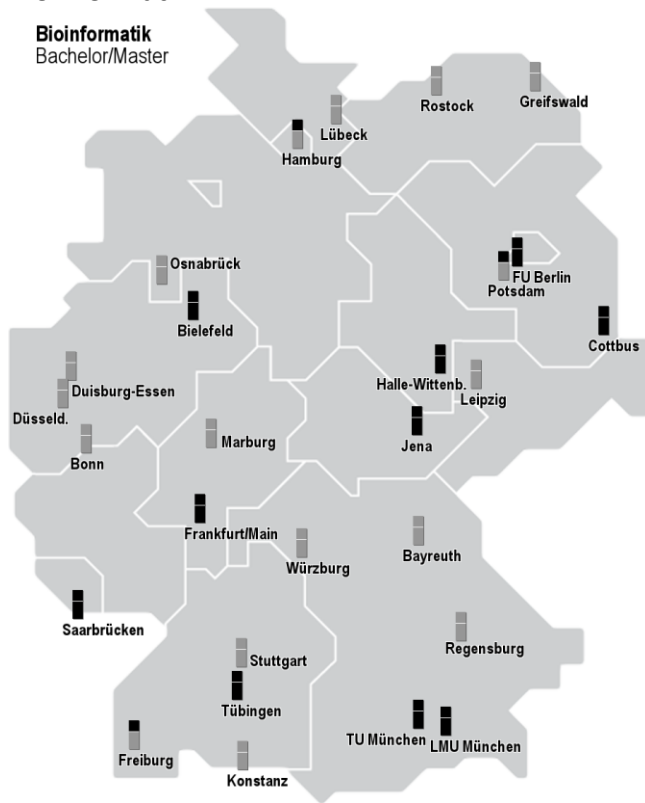 Bioinformatik
Bachelor/Master
Rostock
Greifswald
Lübeck
Hamburg
Osnabrück
FU Berlin
Potsdam
Bielefeld
Cottbus
Halle-Wittenb.
Duisburg-Essen
Leipzig
Düsseld.
Marburg
Jena
Bonn
Frankfurt/Main
Bayreuth
Würzburg
Saarbrücken
Regensburg
Stuttgart
Tübingen
TU München
LMU München
Freiburg
Konstanz